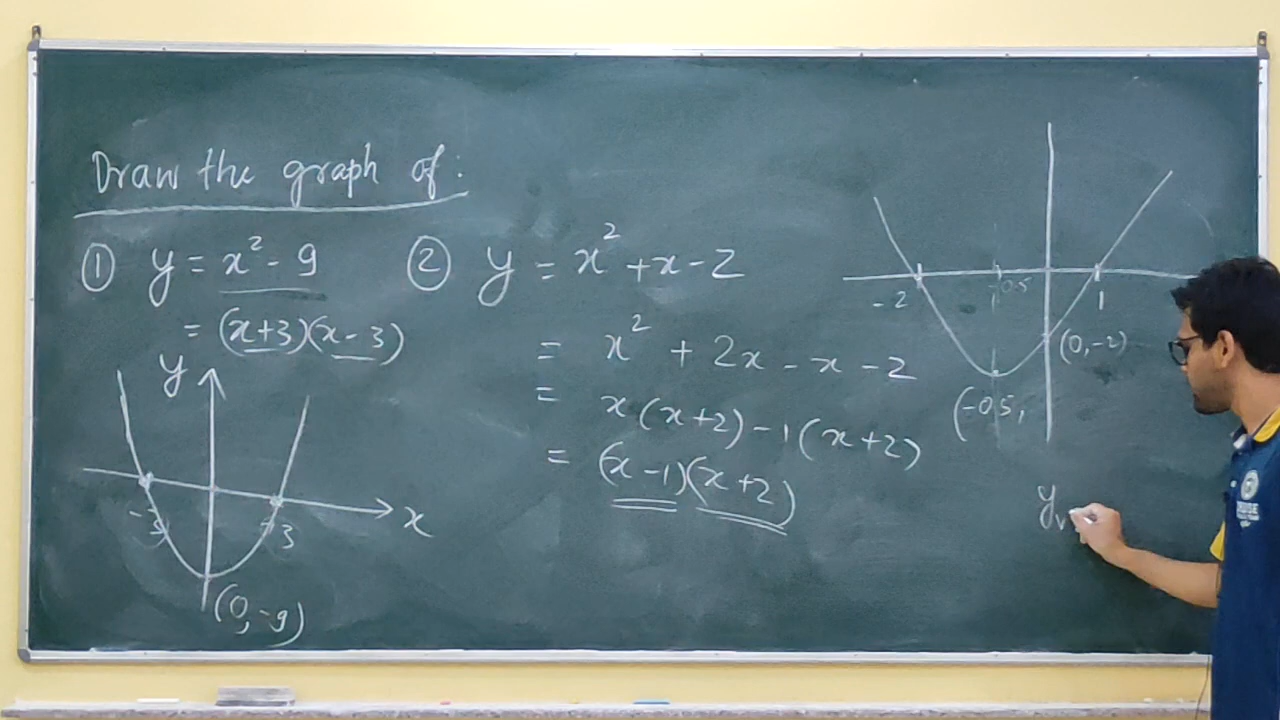 Draw the graph of:
① y = x² - 9
= (x+3)(x-3)
y
x
-3
3
(0, -9)
② y = x² + x - 2
= x² + 2x - x - 2
= x(x+2) - 1(x+2)
= (x-1)(x+2)
-2
-0.5
1
(0,-2)
(-0.5,
yv